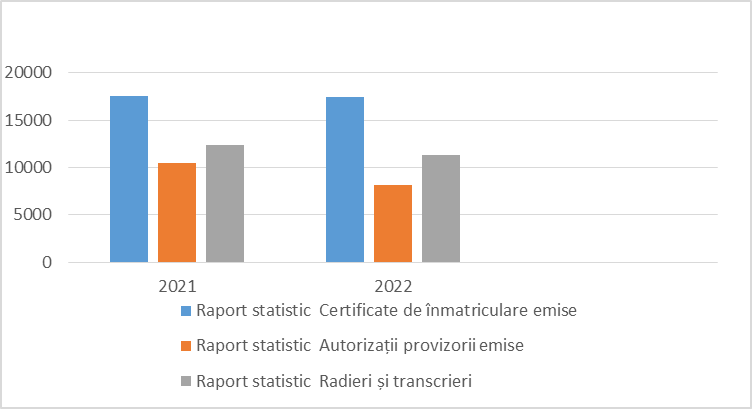 20000
15000
10000
5000
0
2021 2022
Raport statistic Certificate de înmatriculare emise
Raport statistic Autorizații provizorii emise
Raport statistic Radieri și transcrieri